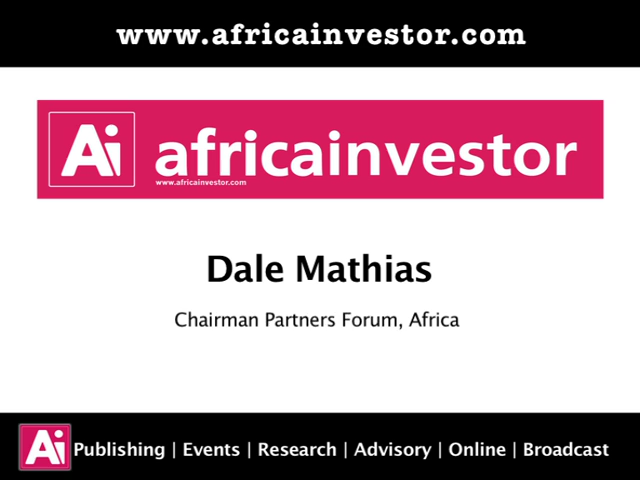 www.africainvestor.com
Ai africainvestor
www.africainvestor.com
Dale Mathias
Chairman Partners Forum, Africa
Ai Publishing | Events | Research | Advisory | Online | Broadcast